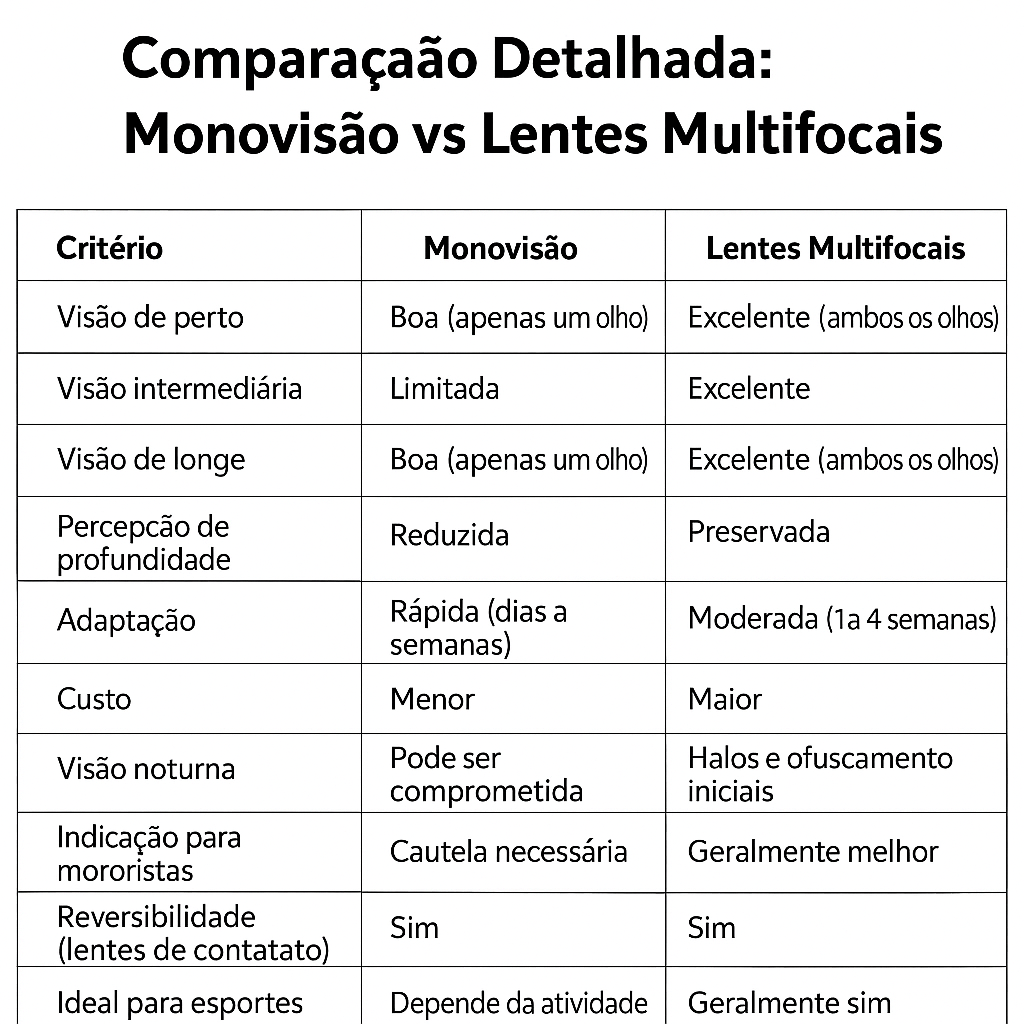 Comparaçaão Detalhada:
Monovisão vs Lentes Multifocais
Critério
Monovisão
Lentes Multifocais
Visão de perto
Boa (apenas um olho)
Excelente (ambos os olhos)
Visão intermediária
Limitada
Excelente
Visão de longe
Boa (apenas um olho)
Excelente (ambos os olhos)
Percepcão de
profundidade
Reduzida
Preservada
Adaptação
Rápida (dias a
semanas)
Moderada (1a 4 semanas)
Custo
Menor
Maior
Visão noturna
Pode ser
comprometida
Halos e ofuscamento
iniciais
Indicação para
mororistas
Cautela necessária
Geralmente melhor
Reversibilidade
(lentes de contatato)
Sim
Sim
Ideal para esportes
Depende da atividade
Geralmente sim